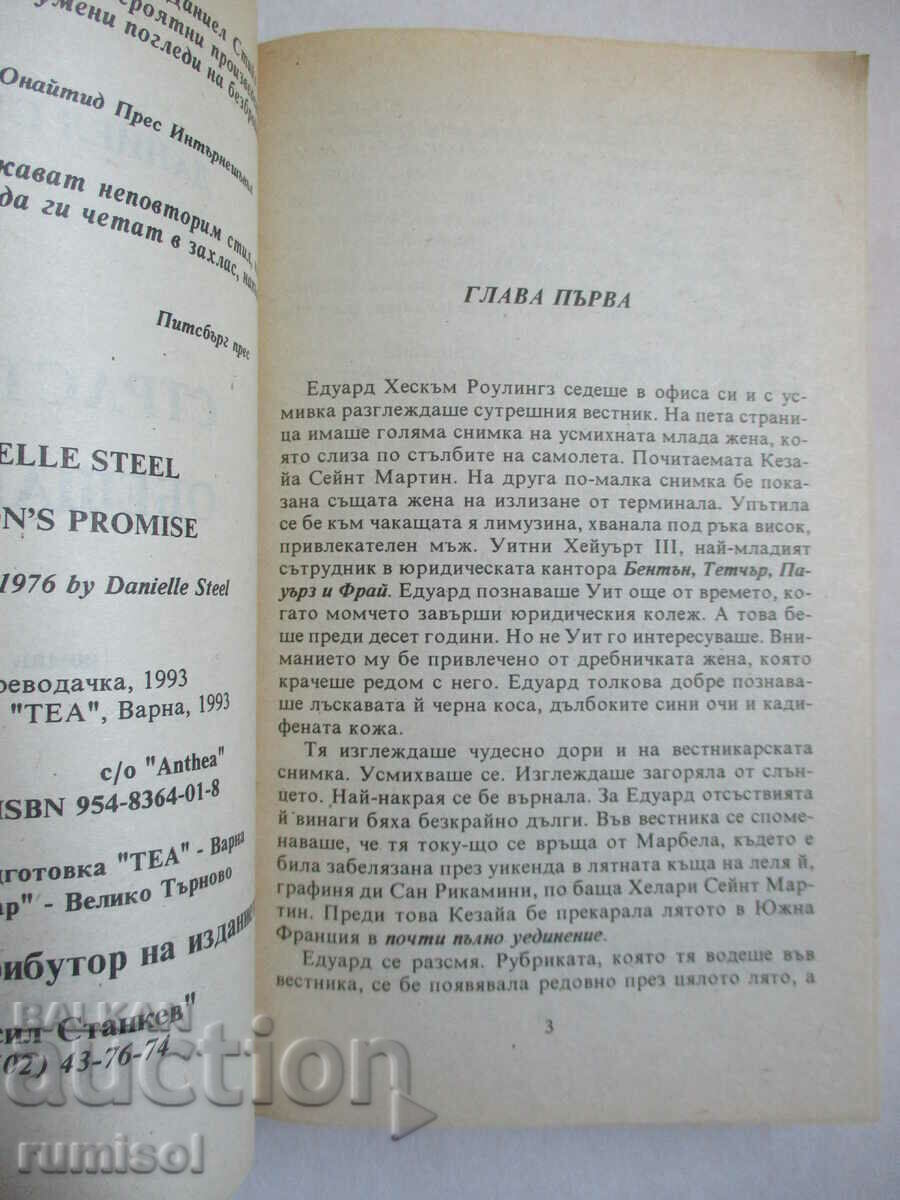 Даниел
погледи на
Онайтид Прес Интърнешънъл
неповторим стил,
да ги четат в захлас,
Питсбърг прес
ELLE STEEL
ON'S PROMISE
1976 by Danielle Steel
реводачка, 1993
"ТЕА", Варна, 1993
c/o "Anthea"
ISBN 954-8364-01-8
дготовка "ТЕА" - Варна
ар" - Велико Търново
рибутор на издание
сил Станкев"
(02) 43-76-74
ГЛАВА ПЪРВА
Едуард Хескъм Роулингз седеше в офиса си и с ус-
мивка разглеждаше сутрешния вестник. На пета страни-
ца имаше голяма снимка на усмихната млада жена, ко-
ято слиза по стълбите на самолета. Почитаемата Кеза-
йа Сейнт Мартин. На друга по-малка снимка бе пока-
зана същата жена на излизане от терминала. Упътила
се бе към чакащата я лимузина, хванала под ръка висок,
привлекателен мъж. Уитни Хейуърт III, най-младият
сътрудник в юридическата кантора Бентън, Тетчър, Па-
уърз и Фрай. Едуард познаваше Уит още от времето, ко-
гато момчето завърши юридическия колеж. А това бе-
ше преди десет години. Но не Уит го интересуваше. Вни-
манието му бе привлечено от дребничката жена, която
крачеше редом с него. Едуард толкова добре познава-
ше лъскавата й черна коса, дълбоките сини очи и кади-
фената кожа.
Тя изглеждаше чудесно дори и на вестникарската
снимка. Усмихваше се. Изглеждаше загоряла от слън-
цето. Най-накрая се бе върнала. За Едуард отсъствията
й винаги бяха безкрайно дълги. Във вестника се споме-
наваше, че тя току-що се връща от Марбела, където е
била забелязана през уикенда в лятната къща на леля й,
графиня ди Сан Рикамини, по баща Хелари Сейнт Мар-
тин. Преди това Кезайа бе прекарала лятото в Южна
Франция в почти пълно уединение.
Едуард се разсмя. Рубриката, която тя водеше във
вестника, се бе появявала редовно през цялото лято, а
3
BALKAN
auction
rumisol